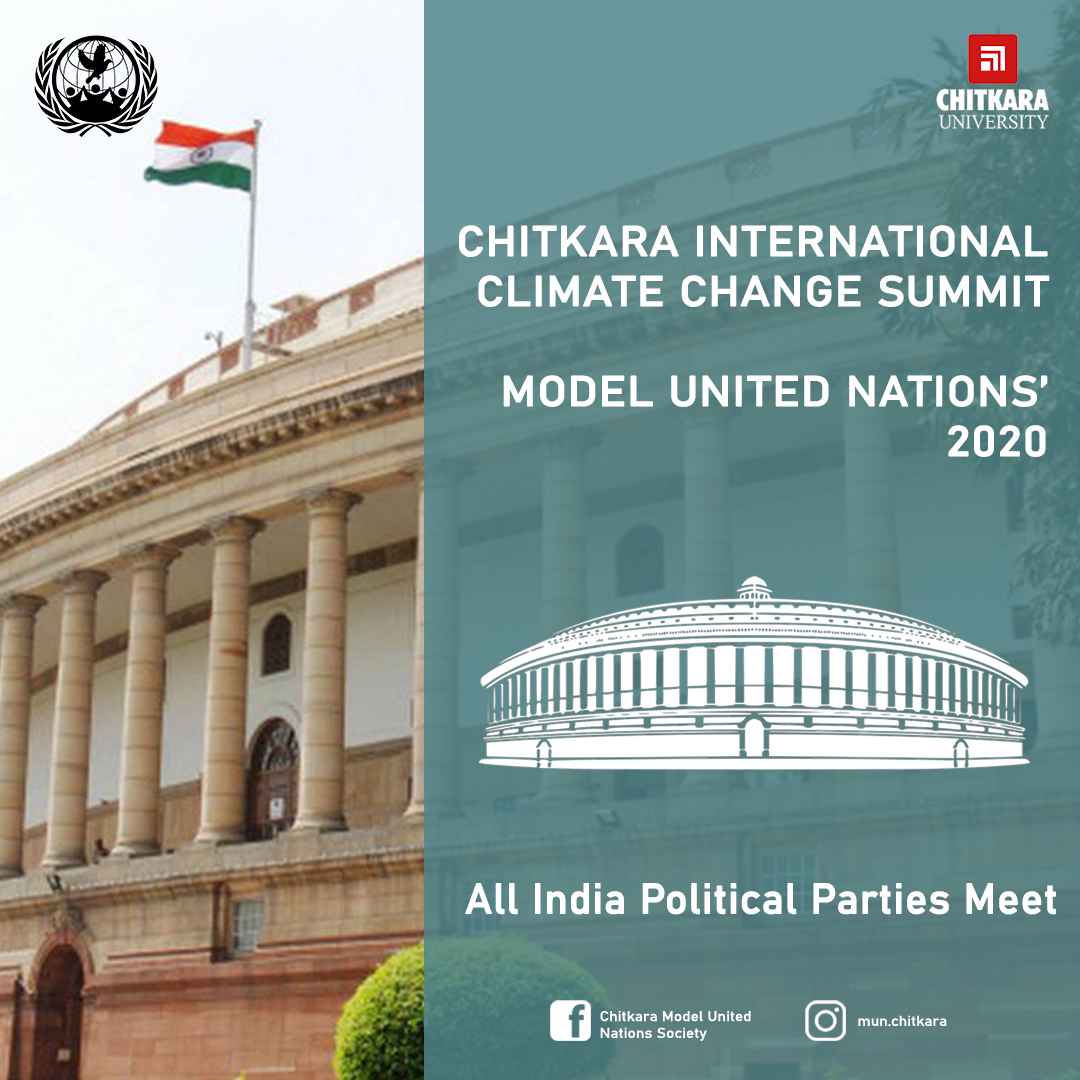 CHITKARA
UNIVERSITY
CHITKARA INTERNATIONAL
CLIMATE CHANGE SUMMIT
MODEL UNITED NATIONS’
2020
All India Political Parties Meet
Chitkara Model United
Nations Society
mun.chitkara